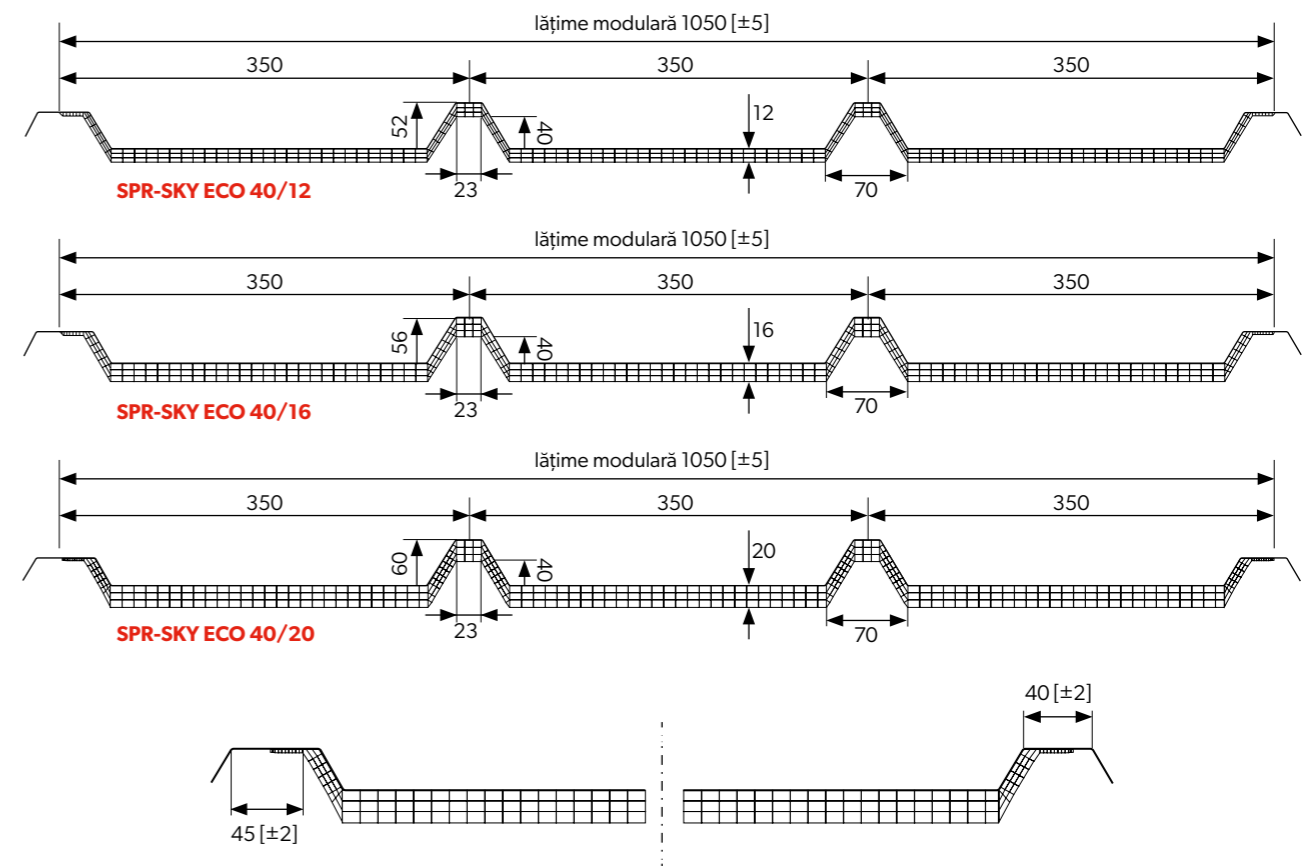 lățime modulară 1050 [±5]
350 350 350
52 40 12
23 70
SPR-SKY ECO 40/12
lățime modulară 1050 [±5]
350 350 350
56 40 16
23 70
SPR-SKY ECO 40/16
lățime modulară 1050 [±5]
350 350 350
60 40 20
23 70
SPR-SKY ECO 40/20
40 [±2]
45 [±2]